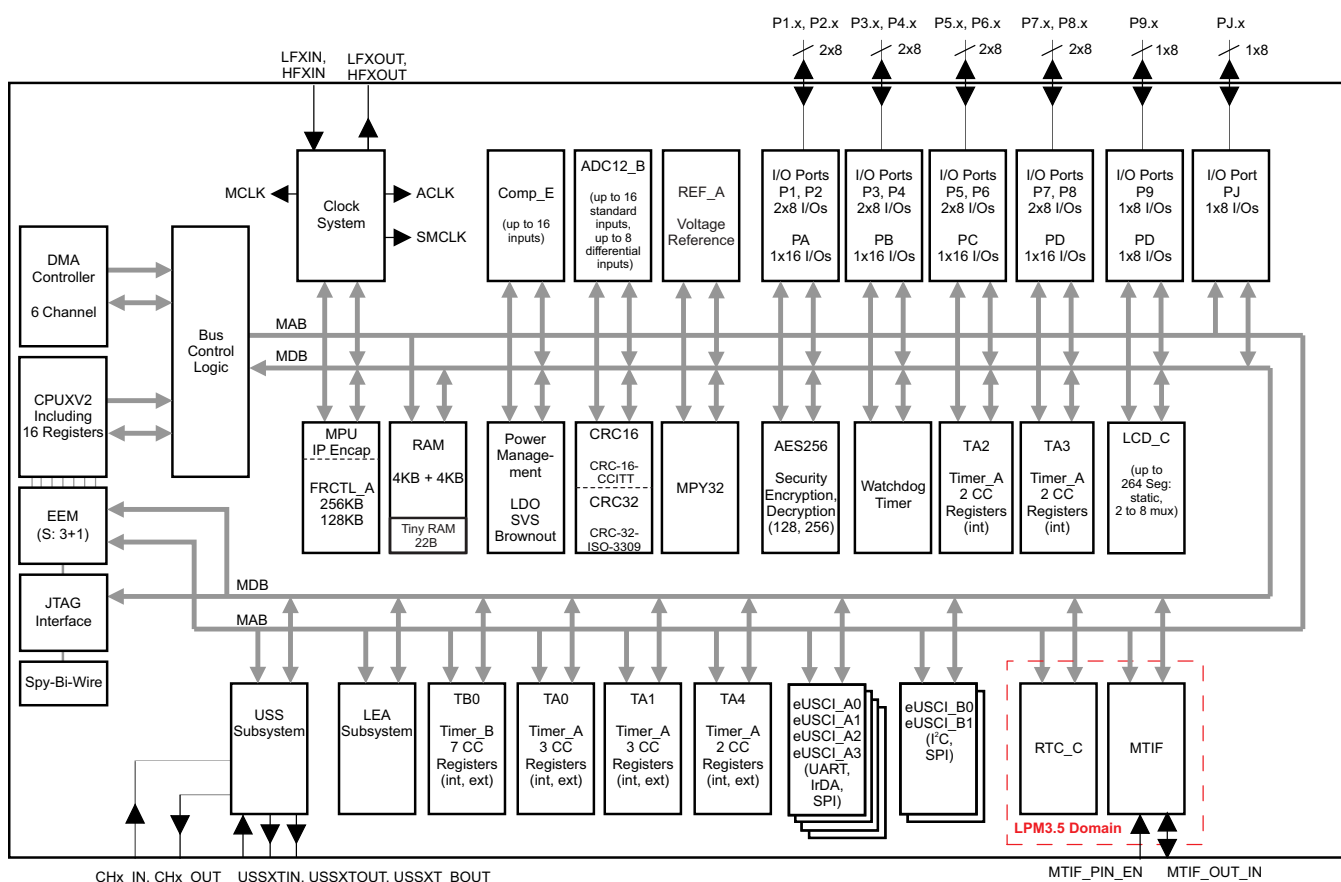 P1.x, P2.x
2x8
P3.x, P4.x
2x8
P5.x, P6.x
2x8
P7.x, P8.x
2x8
P9.x
1x8
PJ.x
1x8
LFXIN,
HFXIN
LFXOUT,
HFXOUT
MCLK
Clock
System
ACLK
SMCLK
Comp_E
(up to 16
inputs)
ADC12_B
(up to 16
standard
inputs,
up to 8
differential
inputs)
REF_A
Voltage
Reference
I/O Ports
P1, P2
2x8 I/Os
PA
1x16 I/Os
I/O Ports
P3, P4
2x8 I/Os
PB
1x16 I/Os
I/O Ports
P5, P6
2x8 I/Os
PC
1x16 I/Os
I/O Ports
P7, P8
2x8 I/Os
PD
1x16 I/Os
I/O Ports
P9
1x8 I/Os
PD
1x8 I/Os
I/O Port
PJ
1x8 I/Os
DMA
Controller
6 Channel
Bus
Control
Logic
MAB
MDB
CPUXV2
Including
16 Registers
MPU
IP Encap
FRCTL_A
256KB
128KB
RAM
4KB + 4KB
Tiny RAM
22B
Power
Manage-
ment
LDO
SVS
Brownout
CRC16
CRC-16-
CCITT
CRC32
CRC-32-
ISO-3309
MPY32
AES256
Security
Encryption,
Decryption
(128, 256)
Watchdog
Timer
TA2
Timer_A
2 CC
Registers
(int)
TA3
Timer_A
2 CC
Registers
(int)
LCD_C
(up to
264 Seg:
static,
2 to 8 mux)
EEM
(S: 3+1)
JTAG
Interface
Spy-Bi-Wire
MDB
MAB
USS
Subsystem
LEA
Subsystem
TB0
Timer_B
7 CC
Registers
(int, ext)
TA0
Timer_A
3 CC
Registers
(int, ext)
TA1
Timer_A
3 CC
Registers
(int, ext)
TA4
Timer_A
2 CC
Registers
(int, ext)
eUSCI_A0
eUSCI_A1
eUSCI_A2
eUSCI_A3
(UART,
IrDA,
SPI)
eUSCI_B0
eUSCI_B1
(I²C,
SPI)
RTC_C
MTIF
LPM3.5 Domain
CHx_IN, CHx_OUT
USSXTIN, USSXTOUT, USSXT_BOUT
MTIF_PIN_EN
MTIF_OUT_IN